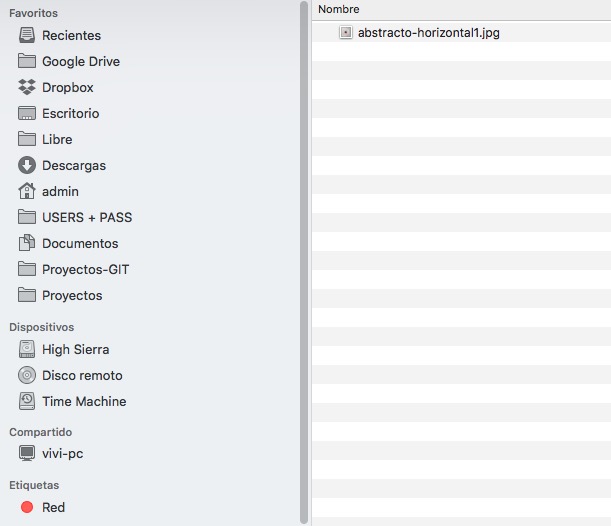 Favoritos
Recientes
Google Drive
Dropbox
Escritorio
Libre
Descargas
admin
USERS + PASS
Documentos
Proyectos-GIT
Proyectos
Dispositivos
High Sierra
Disco remoto
Time Machine
Compartido
vivi-pc
Etiquetas
Red
Nombre
abstracto-horizontal1.jpg